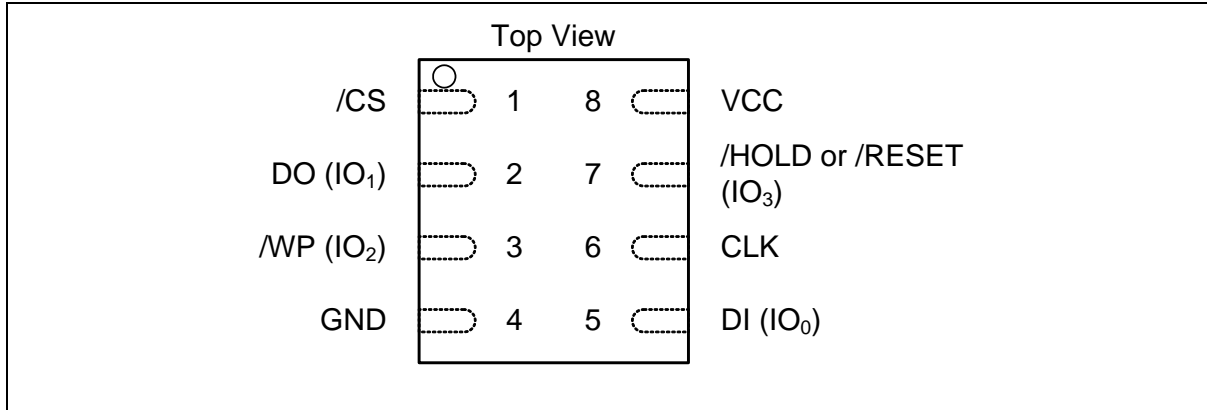 Top View
/CS 1 8 VCC
DO (IO₁) 2 7 /HOLD or /RESET
(IO₃)
/WP (IO₂) 3 6 CLK
GND 4 5 DI (IO₀)